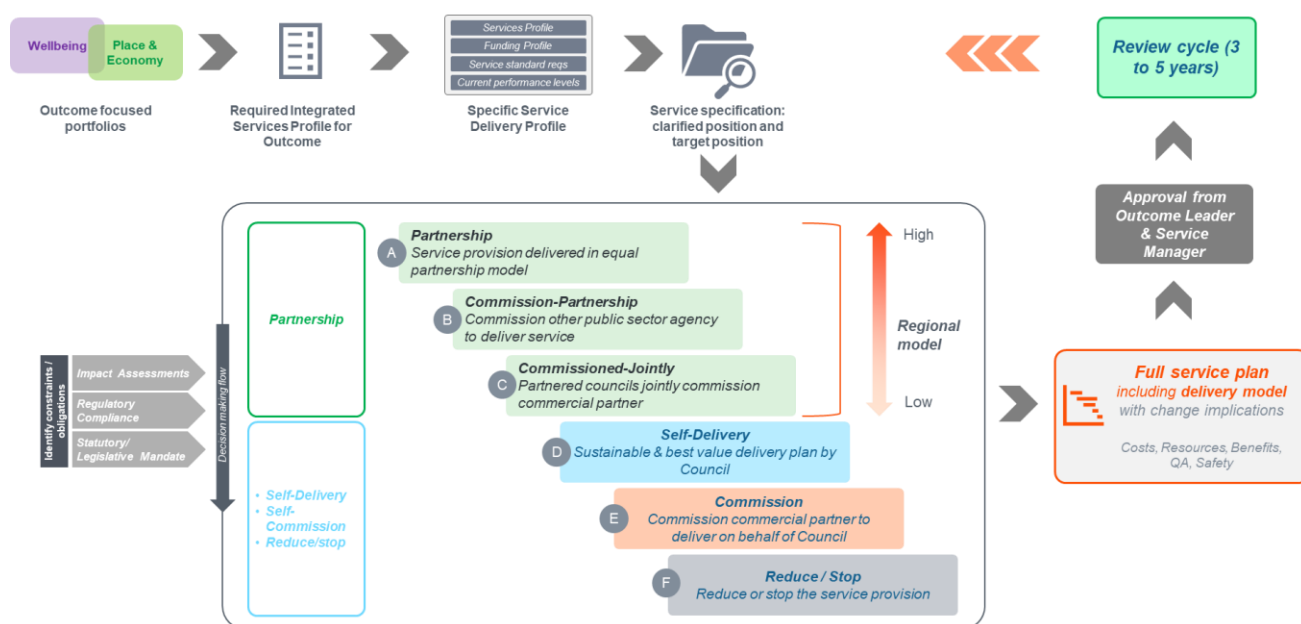 Wellbeing
Place &
Economy
Outcome focused
portfolios
Required Integrated
Services Profile for
Outcome
Services Profile
Funding Profile
Service standard reqs
Current performance levels
Specific Service
Delivery Profile
Service specification:
clarified position and
target position
Review cycle (3
to 5 years)
Approval from
Outcome Leader
& Service
Manager
Full service plan
including delivery model
with change implications
Costs, Resources, Benefits,
QA, Safety
Identify constraints /
obligations
Impact Assessments
Regulatory
Compliance
Statutory/
Legislative Mandate
Decision making flow
Partnership
• Self-Delivery
• Self-
Commission
• Reduce/stop
A
Partnership
Service provision delivered in equal
partnership model
B
Commission-Partnership
Commission other public sector agency
to deliver service
C
Commissioned-Jointly
Partnered councils jointly commission
commercial partner
D
Self-Delivery
Sustainable & best value delivery plan by
Council
E
Commission
Commission commercial partner to
deliver on behalf of Council
F
Reduce / Stop
Reduce or stop the service provision
High
Regional
model
Low